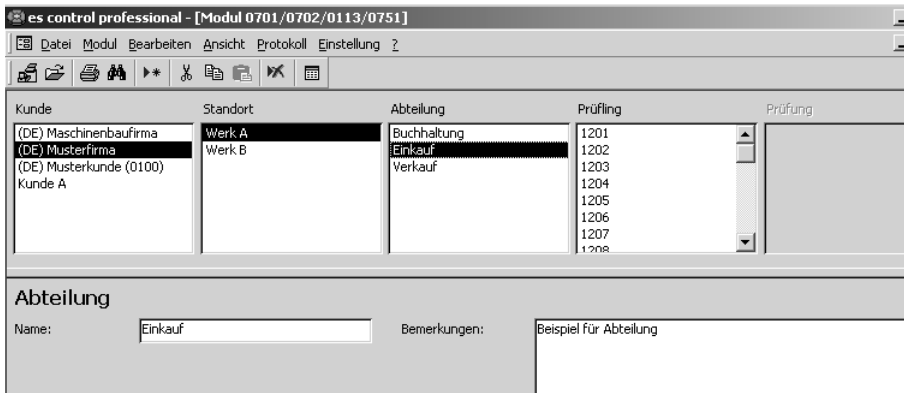 es control professional - [Modul 0701/0702/0113/0751]
Datei Modul Bearbeiten Ansicht Protokoll Einstellung ?
Kunde Standort Abteilung Prüfling Prüfung
(DE) Maschinenbaufirma
(DE) Musterfirma
(DE) Musterkunde (0100)
Kunde A
Werk A
Werk B
Buchhaltung
Einkauf
Verkauf
1201
1202
1203
1204
1205
1206
1207
1208
Abteilung
Name: Einkauf Bemerkungen: Beispiel für Abteilung